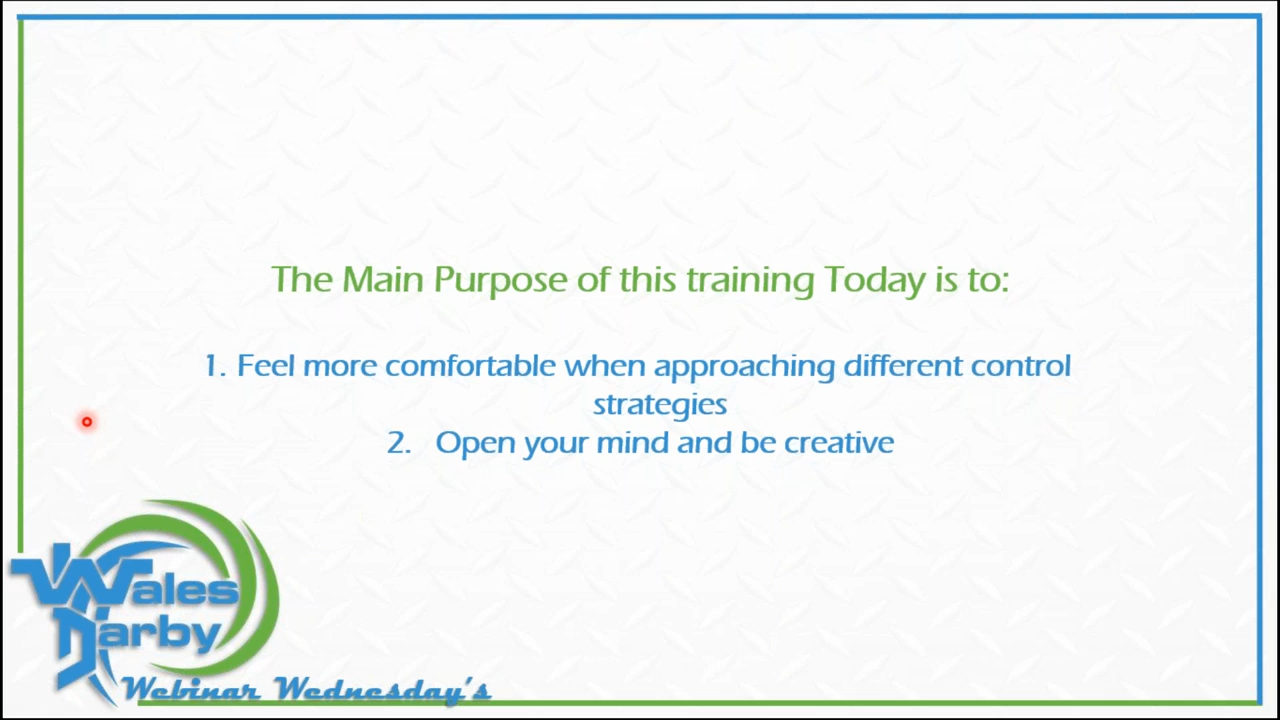 The Main Purpose of this training Today is to:
1. Feel more comfortable when approaching different control
strategies
2. Open your mind and be creative
Wales
Darby
Webinar Wednesday's